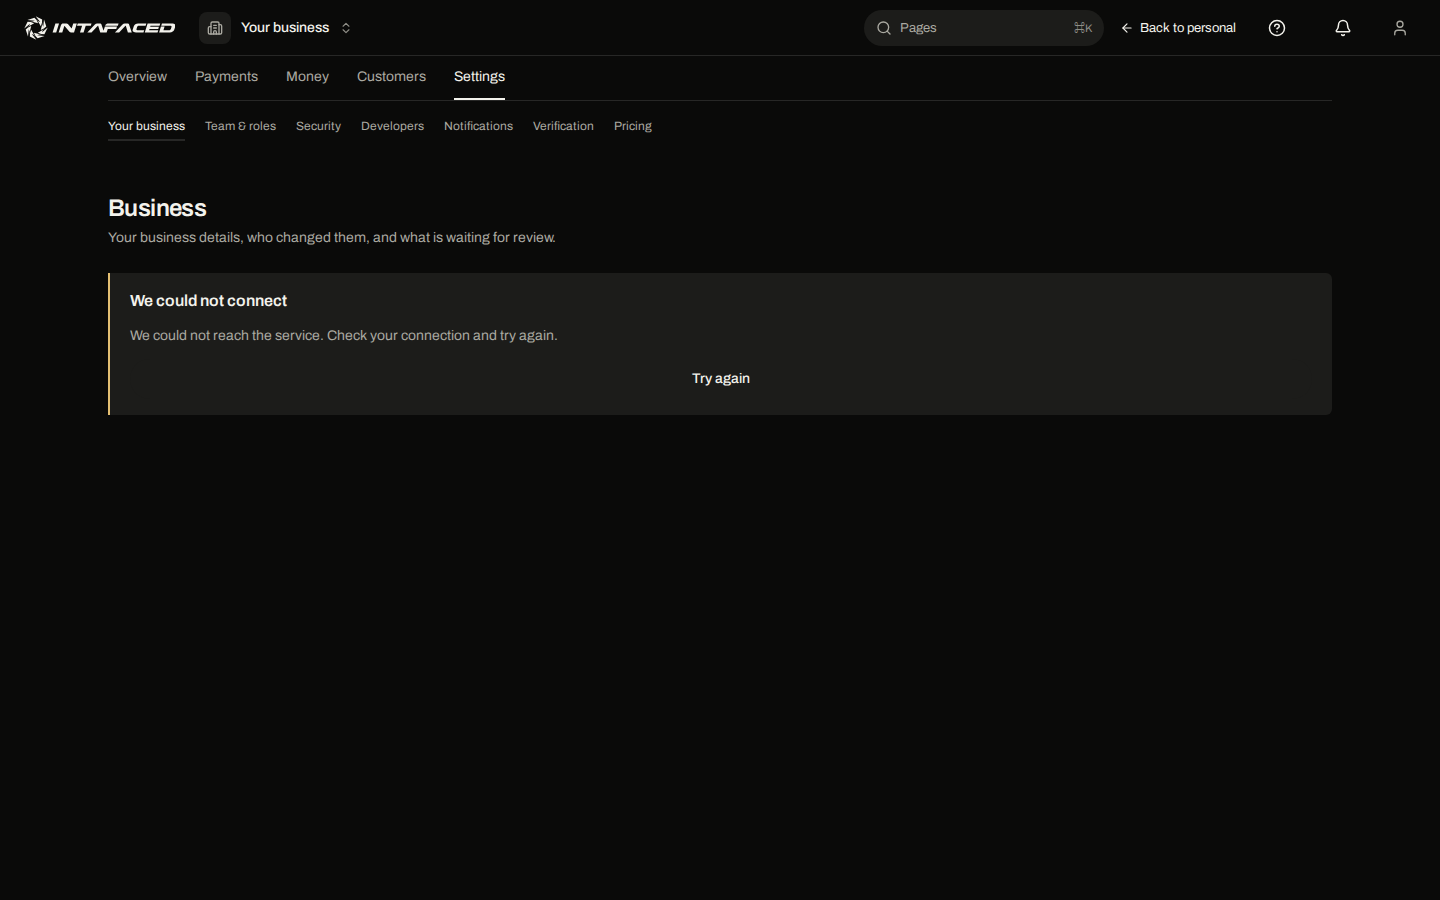 INTAFACED
Your business
Pages
⌘K
Back to personal
Overview
Payments
Money
Customers
Settings
Your business
Team & roles
Security
Developers
Notifications
Verification
Pricing
Business
Your business details, who changed them, and what is waiting for review.
We could not connect
We could not reach the service. Check your connection and try again.
Try again